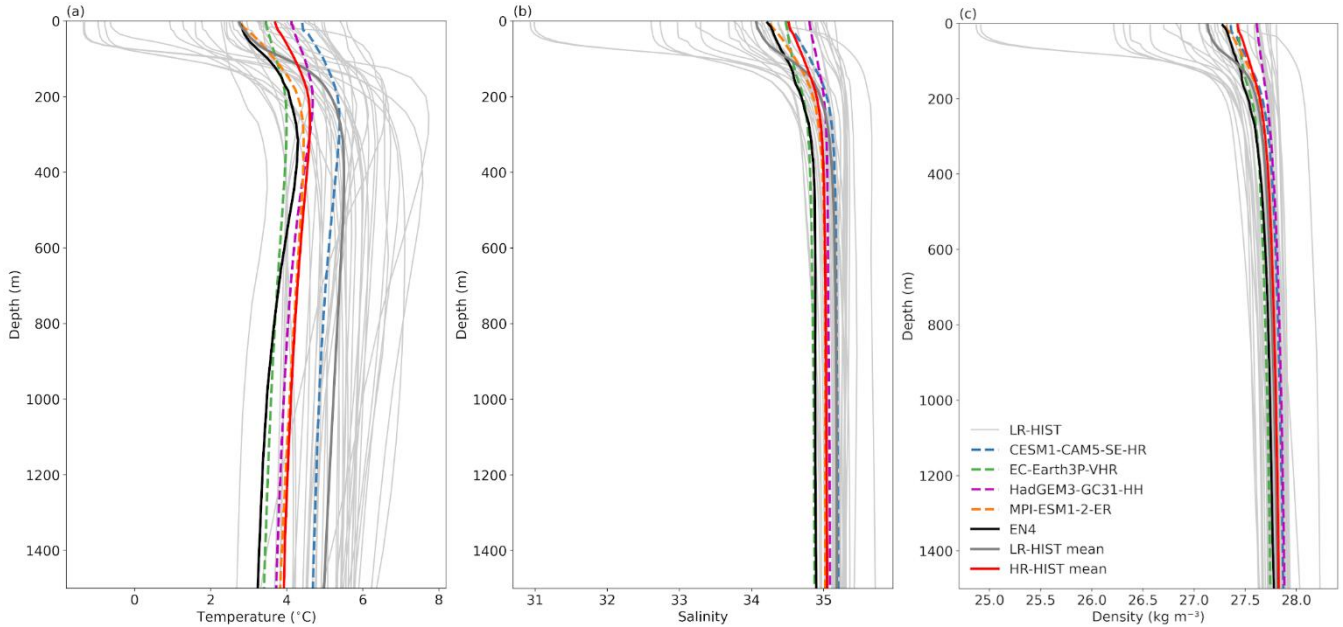 (a)
0
200
400
600
800
1000
1200
1400
Depth (m)
0
2
4
6
8
Temperature (˚C)
(b)
0
200
400
600
800
1000
1200
1400
Depth (m)
31
32
33
34
35
Salinity
(c)
0
200
400
600
800
1000
1200
1400
Depth (m)
25.0
25.5
26.0
26.5
27.0
27.5
28.0
Density (kg m⁻³)
LR-HIST
CESM1-CAM5-SE-HR
EC-Earth3P-VHR
HadGEM3-GC31-HH
MPI-ESM1-2-ER
EN4
LR-HIST mean
HR-HIST mean